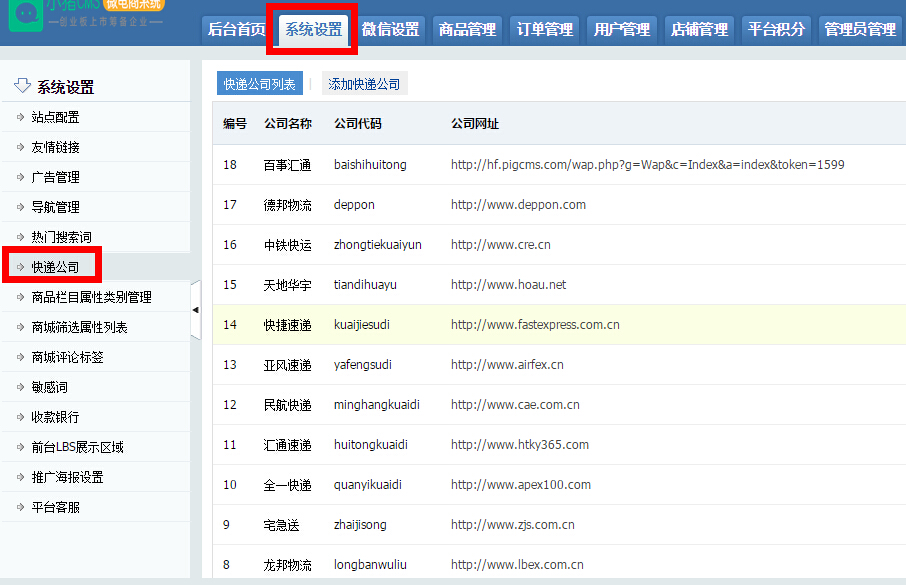 小猪CMS 微电商系统
—创业板上市筹备企业—
后台首页 系统设置 微信设置 商品管理 订单管理 用户管理 店铺管理 平台积分 管理员管理
系统设置
站点配置
友情链接
广告管理
导航管理
热门搜索词
快递公司
商品栏目属性类别管理
商城筛选属性列表
商城评论标签
敏感词
收款银行
前台LBS展示区域
推广海报设置
平台客服
快递公司列表 | 添加快递公司
编号 公司名称 公司代码 公司网址
18 百事汇通 baishihuitong http://hf.pigcms.com/wap.php?g=Wap&c=Index&a=index&token=1599
17 德邦物流 deppon http://www.deppon.com
16 中铁快运 zhongtiekuaiyun http://www.cre.cn
15 天地华宇 tiandihuayu http://www.hoau.net
14 快捷速递 kuaijiesudi http://www.fastexpress.com.cn
13 亚风速递 yafengsudi http://www.airfex.cn
12 民航快递 minghangkuaidi http://www.cae.com.cn
11 汇通速递 huitongkuaidi http://www.htky365.com
10 全一快递 quanyikuaidi http://www.apex100.com
9 宅急送 zhaijisong http://www.zjs.com.cn
8 龙邦物流 longbanwuliu http://www.lbex.com.cn